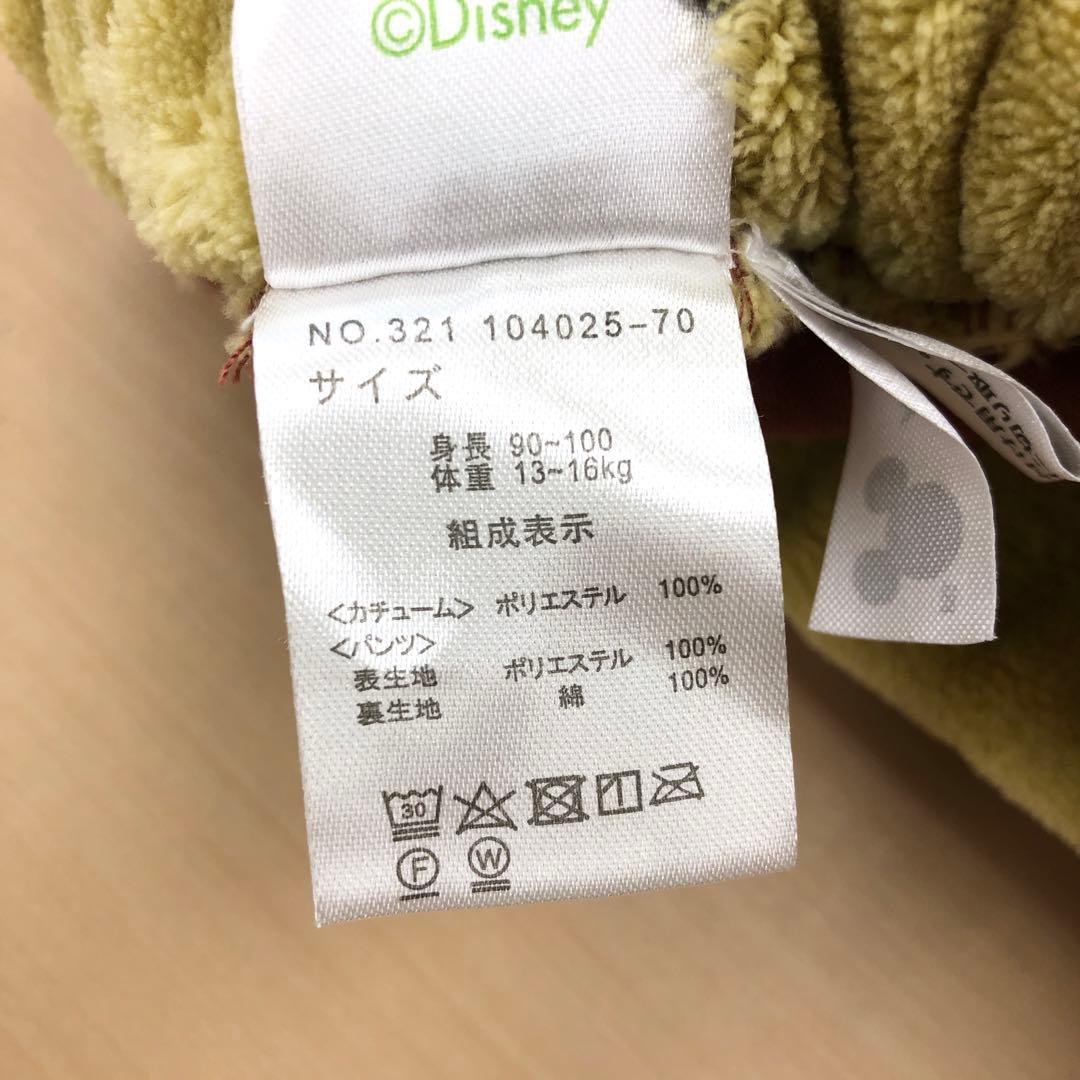 ©Disney
NO.321 104025-70
サイズ
身長 90~100
体重 13~16kg
組成表示
<カチューム> ポリエステル 100%
<パンツ>
表生地 ポリエステル 100%
裏生地 綿 100%
30
F W